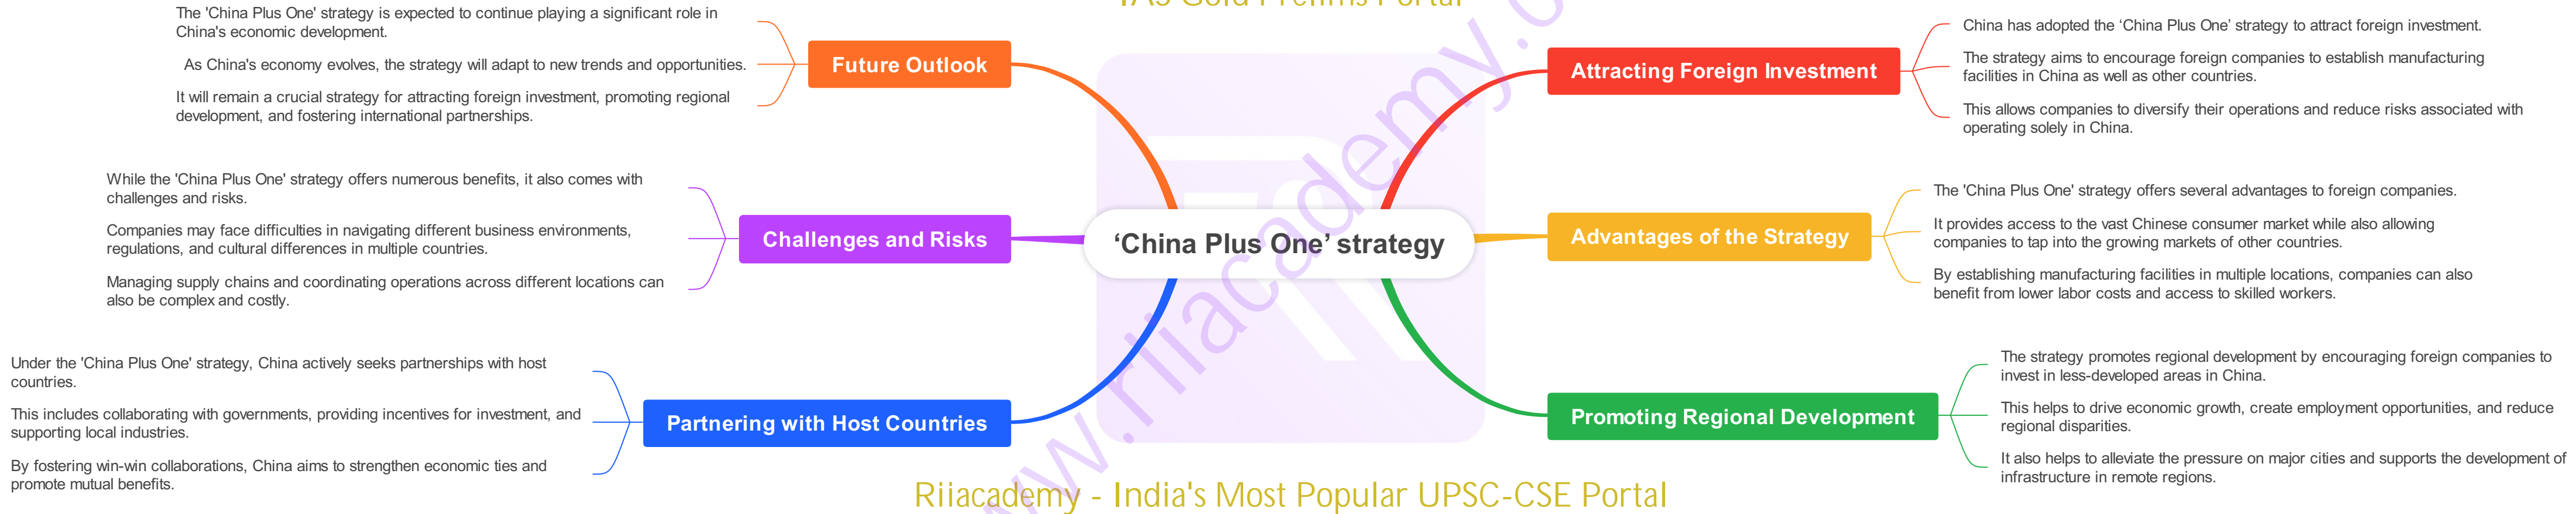 IAS Gold Prelims Portal
‘China Plus One’ strategy
Attracting Foreign Investment
China has adopted the ‘China Plus One’ strategy to attract foreign investment.
The strategy aims to encourage foreign companies to establish manufacturing
facilities in China as well as other countries.
This allows companies to diversify their operations and reduce risks associated with
operating solely in China.
Advantages of the Strategy
The 'China Plus One' strategy offers several advantages to foreign companies.
It provides access to the vast Chinese consumer market while also allowing
companies to tap into the growing markets of other countries.
By establishing manufacturing facilities in multiple locations, companies can also
benefit from lower labor costs and access to skilled workers.
Promoting Regional Development
The strategy promotes regional development by encouraging foreign companies to
invest in less-developed areas in China.
This helps to drive economic growth, create employment opportunities, and reduce
regional disparities.
It also helps to alleviate the pressure on major cities and supports the development of
infrastructure in remote regions.
Future Outlook
The 'China Plus One' strategy is expected to continue playing a significant role in
China's economic development.
As China's economy evolves, the strategy will adapt to new trends and opportunities.
It will remain a crucial strategy for attracting foreign investment, promoting regional
development, and fostering international partnerships.
Challenges and Risks
While the 'China Plus One' strategy offers numerous benefits, it also comes with
challenges and risks.
Companies may face difficulties in navigating different business environments,
regulations, and cultural differences in multiple countries.
Managing supply chains and coordinating operations across different locations can
also be complex and costly.
Partnering with Host Countries
Under the 'China Plus One' strategy, China actively seeks partnerships with host
countries.
This includes collaborating with governments, providing incentives for investment, and
supporting local industries.
By fostering win-win collaborations, China aims to strengthen economic ties and
promote mutual benefits.
www.riiacademy.o
Riiacademy - India's Most Popular UPSC-CSE Portal